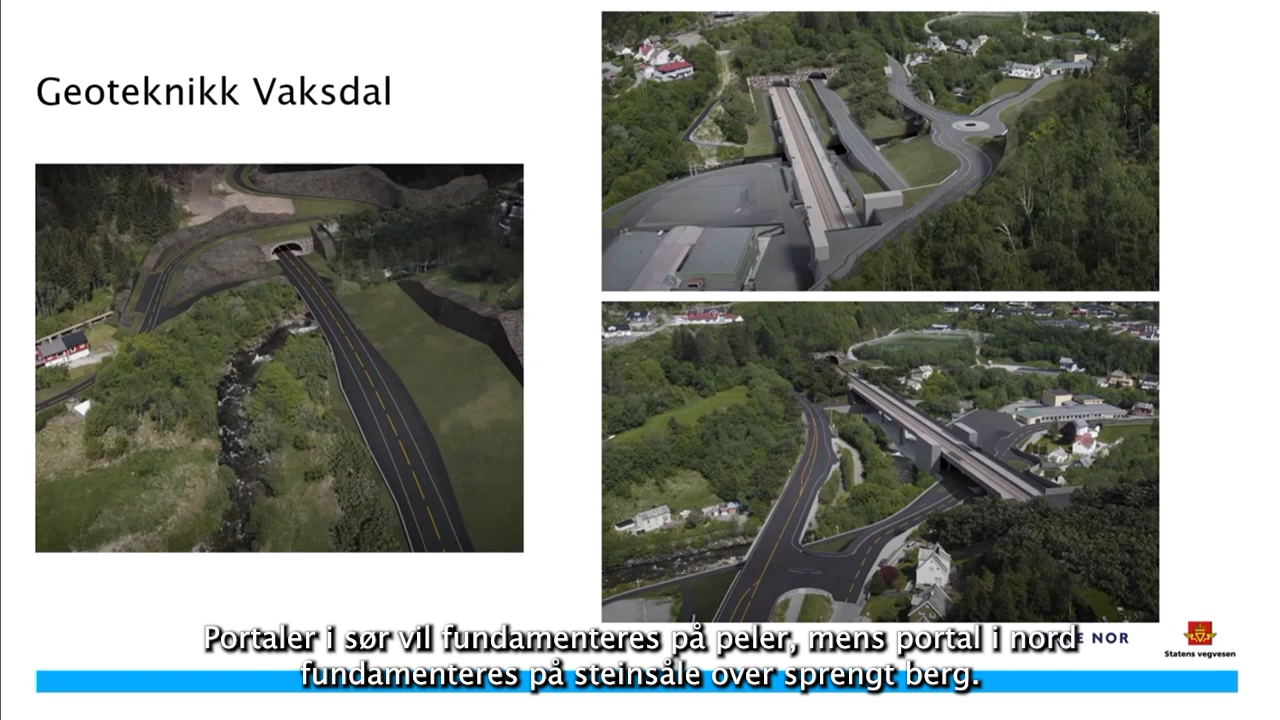 Geoteknikk Vaksdal
E NOR
Statens vegvesen
Portaler i sør vil fundamenteres på peler, mens portal i nord
fundamenteres på steinsåle over sprengt berg.